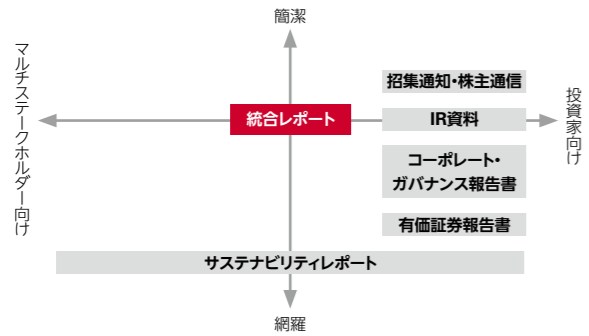 簡潔
マルチステークホルダー向け
投資家向け
招集通知・株主通信
統合レポート
IR資料
コーポレート・
ガバナンス報告書
有価証券報告書
サステナビリティレポート
網羅